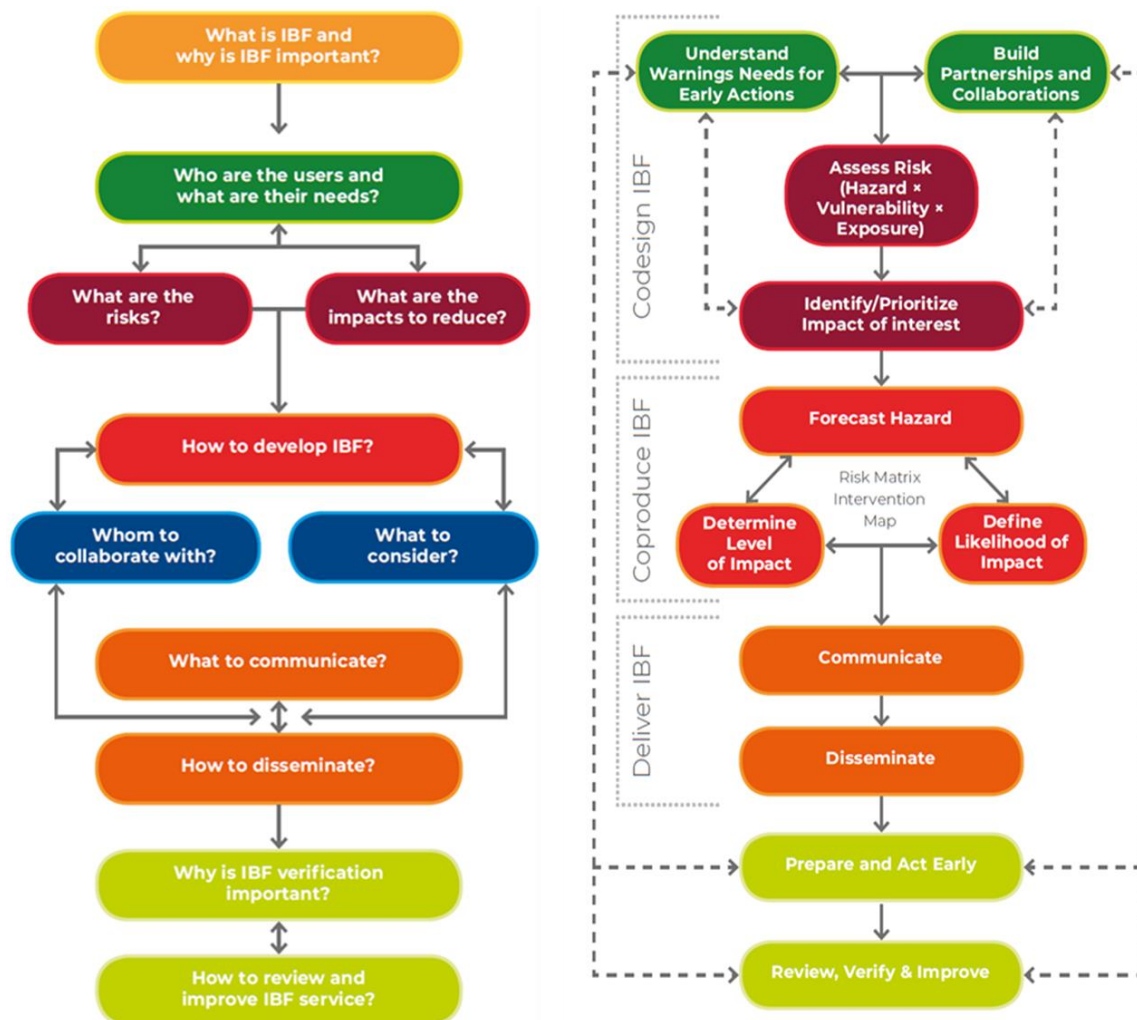 What is IBF and
why is IBF important?
Who are the users and
what are their needs?
What are the
risks?
What are the
impacts to reduce?
How to develop IBF?
Whom to
collaborate with?
What to
consider?
What to communicate?
How to disseminate?
Why is IBF verification
important?
How to review and
improve IBF service?
Codesign IBF
Understand
Warnings Needs for
Early Actions
Build
Partnerships and
Collaborations
Assess Risk
(Hazard ×
Vulnerability ×
Exposure)
Identify/Prioritize
Impact of interest
Coproduce IBF
Forecast Hazard
Risk Matrix
Intervention
Map
Determine
Level
of Impact
Define
Likelihood of
Impact
Deliver IBF
Communicate
Disseminate
Prepare and Act Early
Review, Verify & Improve